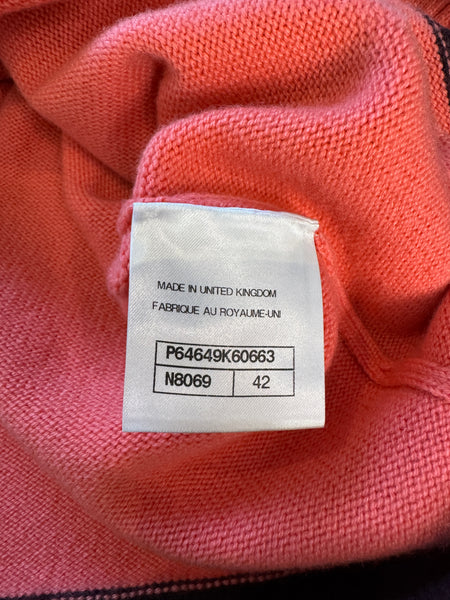 MADE IN UNITED KINGDOM
FABRIQUE AU ROYAUME-UNI
P64649K60663
N8069 42